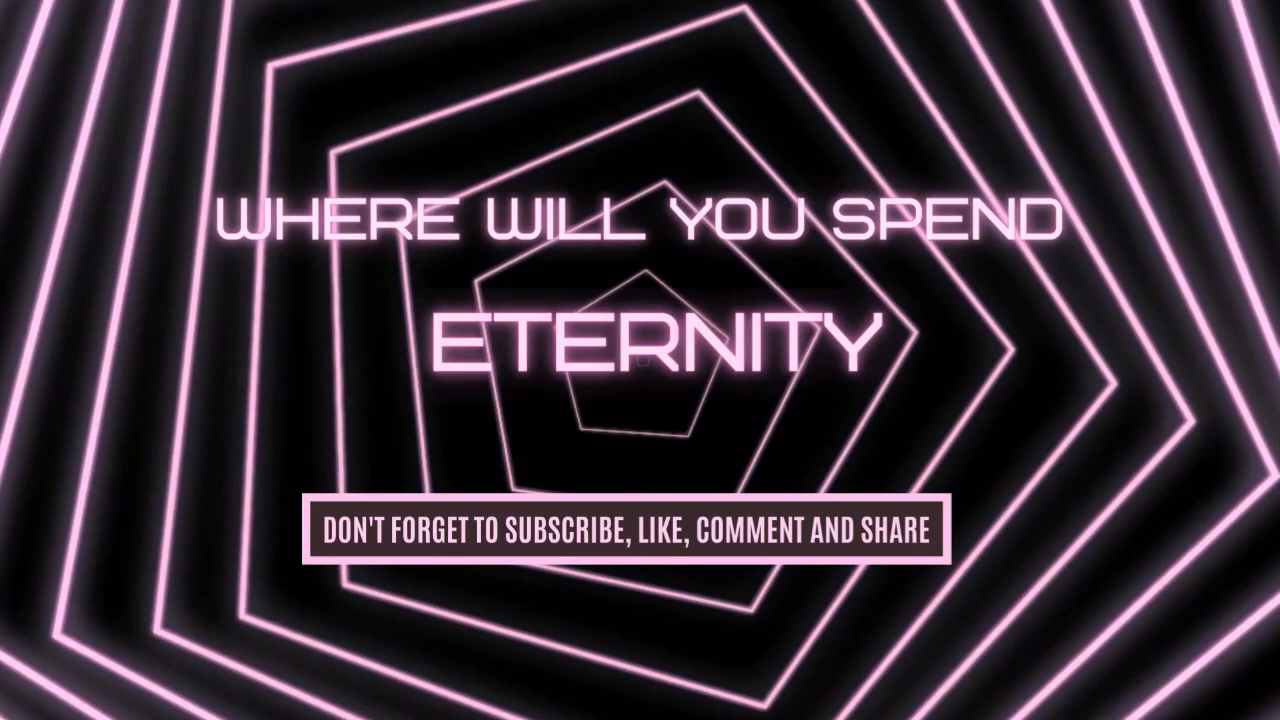 WHERE WILL YOU SPEND
ETERNITY
DON'T FORGET TO SUBSCRIBE, LIKE, COMMENT AND SHARE